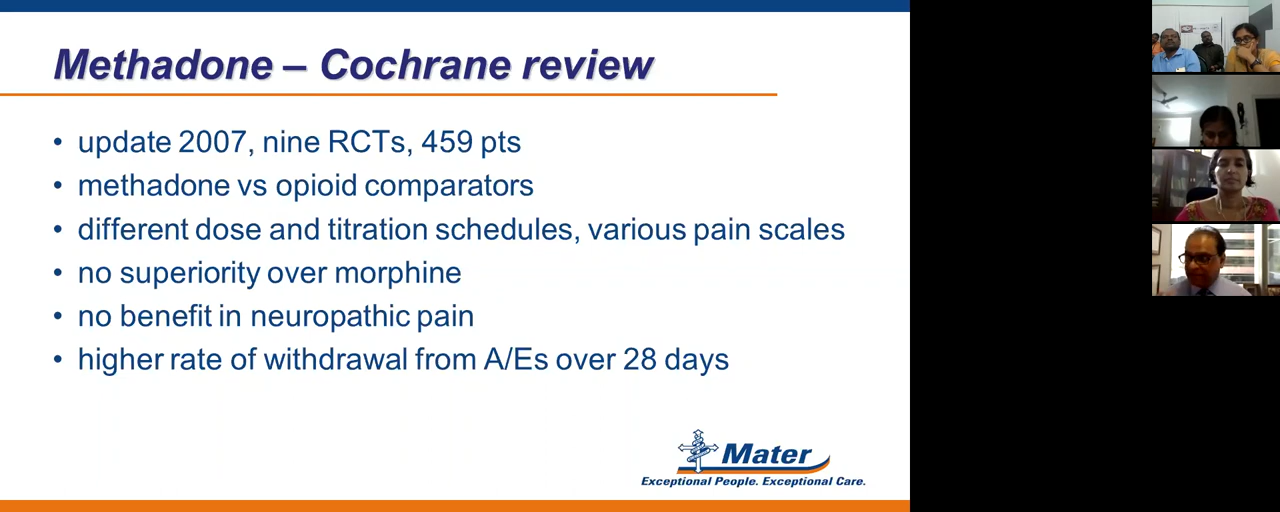 Methadone – Cochrane review
• update 2007, nine RCTs, 459 pts
• methadone vs opioid comparators
• different dose and titration schedules, various pain scales
• no superiority over morphine
• no benefit in neuropathic pain
• higher rate of withdrawal from A/Es over 28 days
Mater
Exceptional People. Exceptional Care.